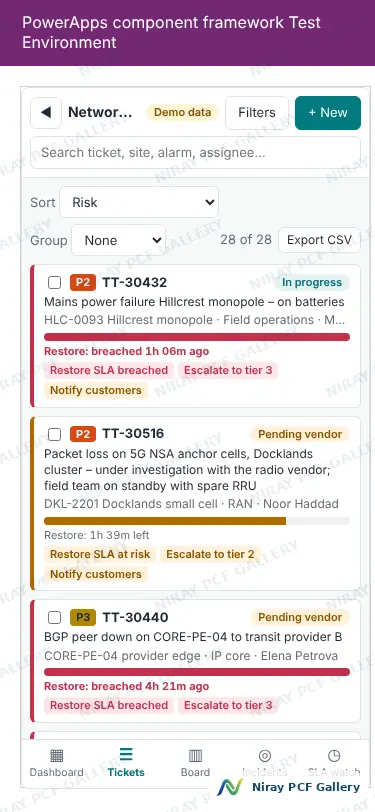 PowerApps component framework Test
Environment
◀ Networ... Demo data Filters + New
Search ticket, site, alarm, assignee...
Sort Risk
Group None 28 of 28 Export CSV
P2 TT-30432 In progress
Mains power failure Hillcrest monopole – on batteries
HLC-0093 Hillcrest monopole · Field operations · M...
Restore: breached 1h 06m ago
Restore SLA breached Escalate to tier 3
Notify customers
P2 TT-30516 Pending vendor
Packet loss on 5G NSA anchor cells, Docklands
cluster – under investigation with the radio vendor;
field team on standby with spare RRU
DKL-2201 Docklands small cell · RAN · Noor Haddad
Restore: 1h 39m left
Restore SLA at risk Escalate to tier 2
Notify customers
P3 TT-30440 Pending vendor
BGP peer down on CORE-PE-04 to transit provider B
CORE-PE-04 provider edge · IP core · Elena Petrova
Restore: breached 4h 21m ago
Restore SLA breached Escalate to tier 3
Dashboard Tickets Board Incidents SLA watch
Niray PCF Gallery
NIRAY PCF GALLERY